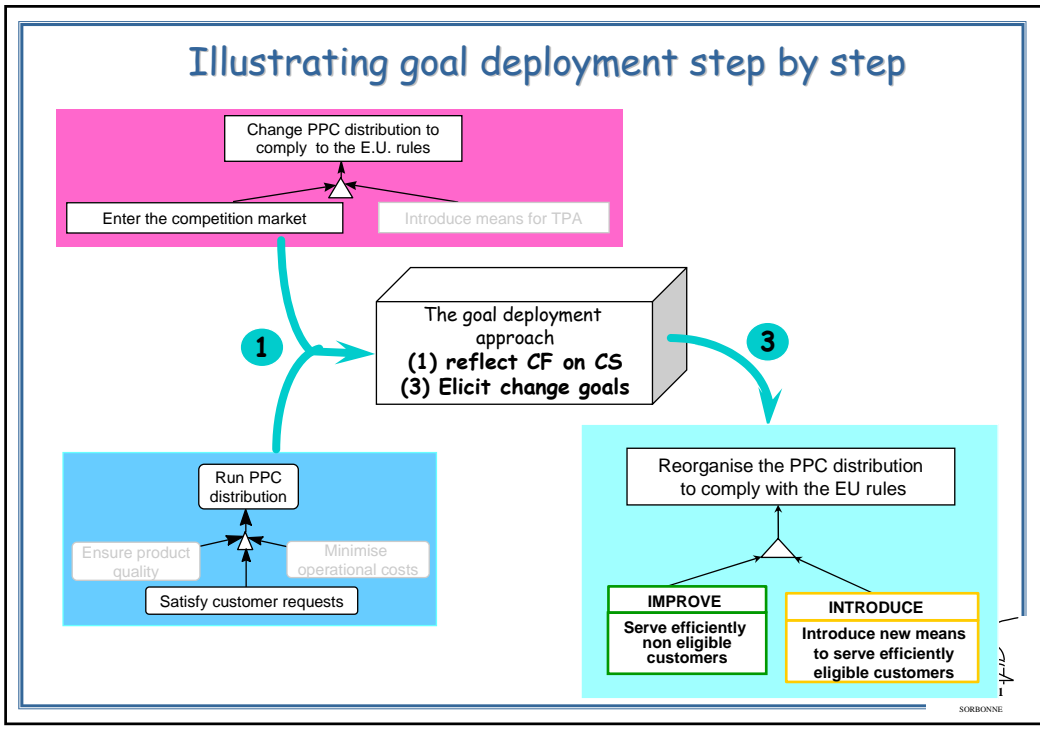 Illustrating goal deployment step by step
Change PPC distribution to
comply to the E.U. rules
Enter the competition market
Introduce means for TPA
1
The goal deployment
approach
(1) reflect CF on CS
(3) Elicit change goals
3
Run PPC
distribution
Ensure product
quality
Minimise
operational costs
Satisfy customer requests
Reorganise the PPC distribution
to comply with the EU rules
IMPROVE
Serve efficiently
non eligible
customers
INTRODUCE
Introduce new means
to serve efficiently
eligible customers
1
SORBONNE